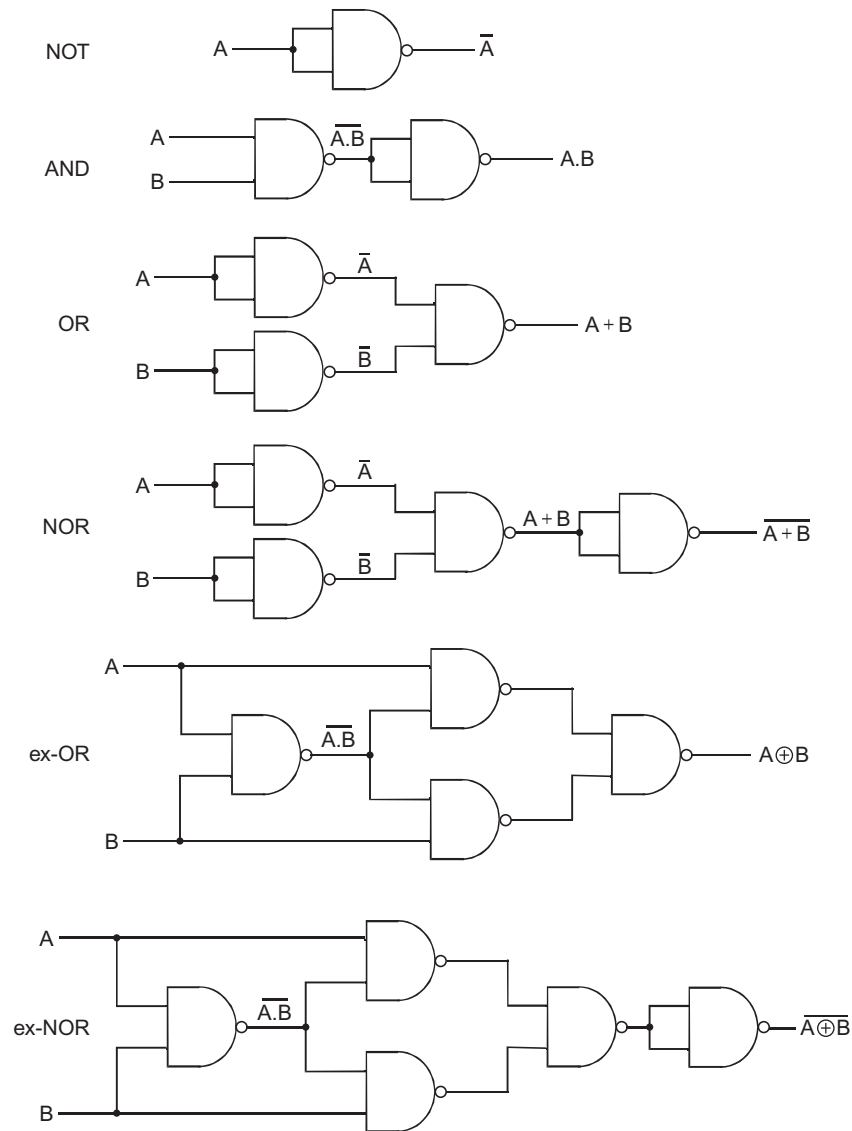 NOT A A̅
AND A A̅.̅B̅ A.B
B
OR A A̅ A + B
B B̅
NOR A A̅ A + B A̅ ̅+̅ ̅B̅
B B̅
ex-OR A A̅.̅B̅ A⊕B
B
ex-NOR A A̅.̅B̅ A̅⊕̅B̅
B